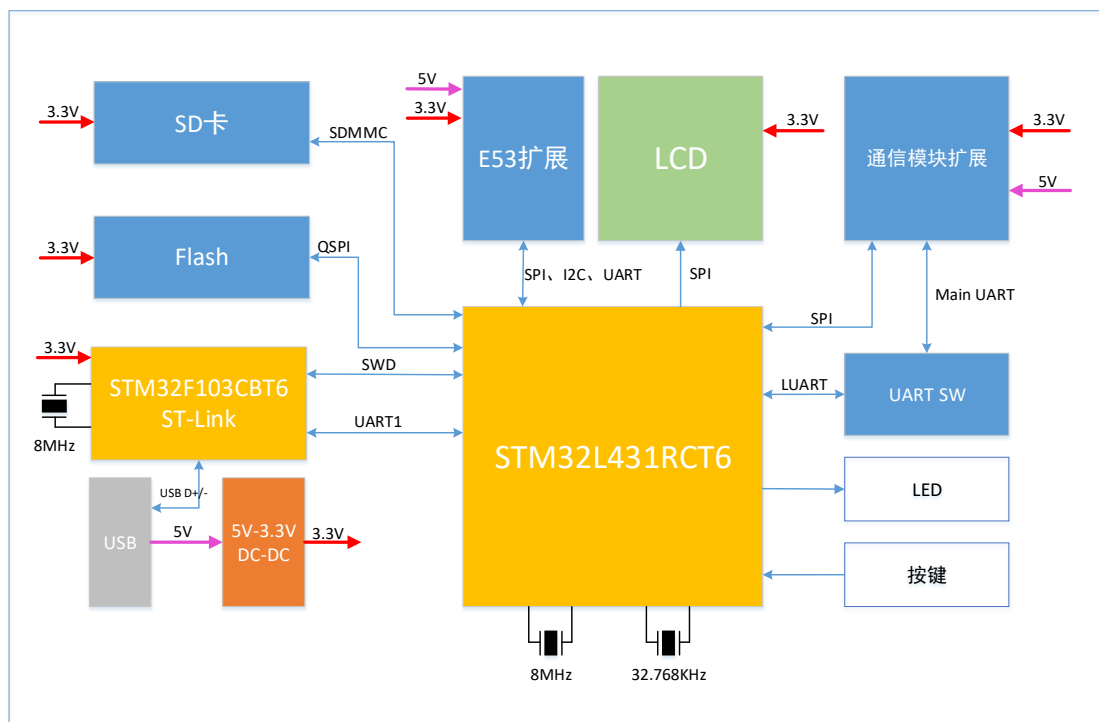 5V
3.3V
3.3V
SD卡
SDMMC
E53扩展
LCD
3.3V
通信模块扩展
3.3V
5V
3.3V
Flash
QSPI
SPI、I2C、UART
SPI
SPI
Main UART
3.3V
STM32F103CBT6
ST-Link
8MHz
SWD
UART1
STM32L431RCT6
LUART
UART SW
USB D+/-
USB
5V
5V-3.3V
DC-DC
3.3V
LED
按键
8MHz
32.768KHz